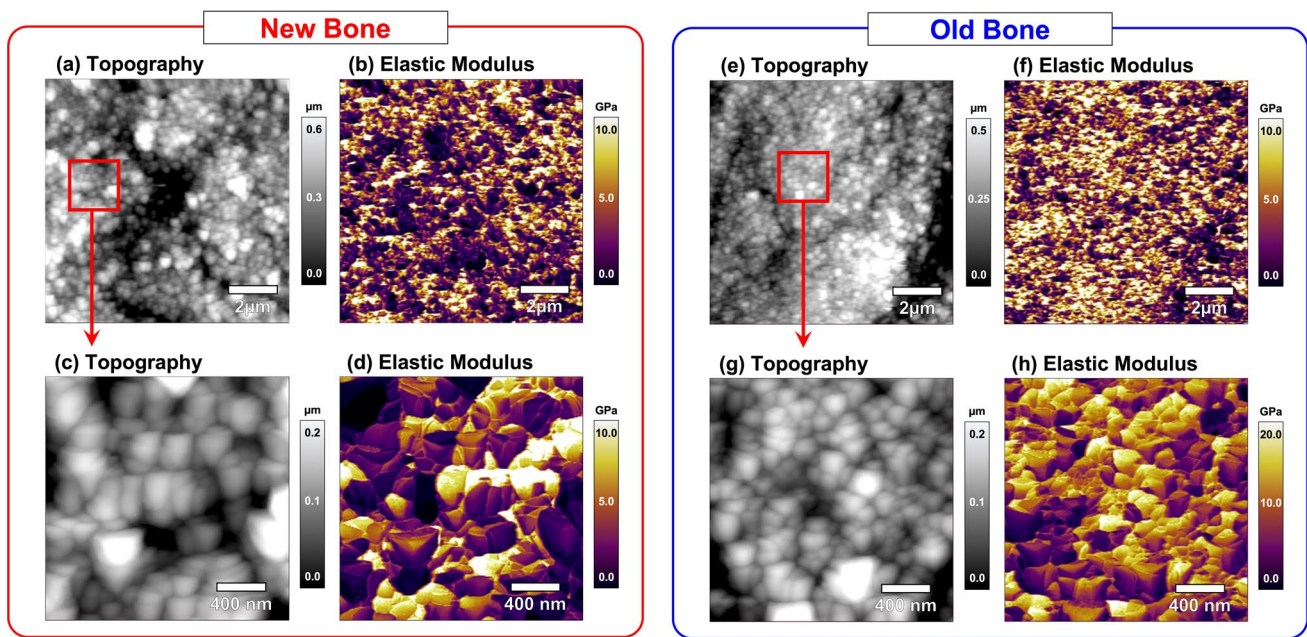 New Bone
(a) Topography
(b) Elastic Modulus
µm
0.6
0.3
0.0
2µm
GPa
10.0
5.0
0.0
2µm
(c) Topography
(d) Elastic Modulus
µm
0.2
0.1
0.0
400 nm
GPa
10.0
5.0
0.0
400 nm
Old Bone
(e) Topography
(f) Elastic Modulus
µm
0.5
0.25
0.0
2µm
GPa
10.0
5.0
0.0
2µm
(g) Topography
(h) Elastic Modulus
µm
0.2
0.1
0.0
400 nm
GPa
20.0
10.0
0.0
400 nm